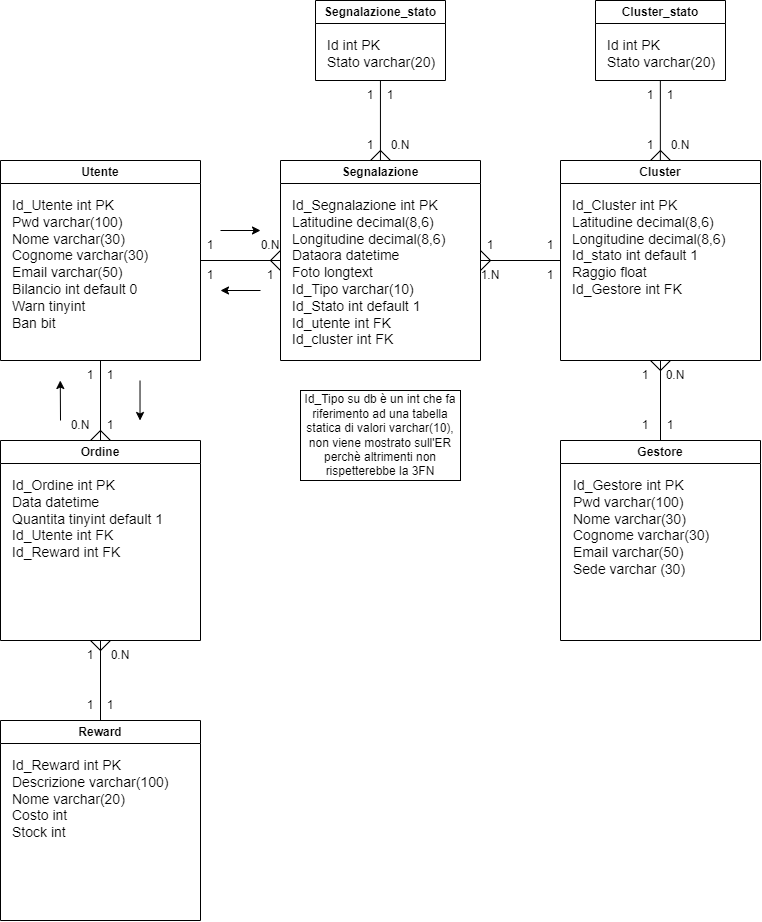 Segnalazione_stato
Id int PK
Stato varchar(20)
Cluster_stato
Id int PK
Stato varchar(20)
1 1
1 0.N
1 1
1 0.N
Utente
Id_Utente int PK
Pwd varchar(100)
Nome varchar(30)
Cognome varchar(30)
Email varchar(50)
Bilancio int default 0
Warn tinyint
Ban bit
1 0.N
1 1
Segnalazione
Id_Segnalazione int PK
Latitudine decimal(8,6)
Longitudine decimal(8,6)
Dataora datetime
Foto longtext
Id_Tipo varchar(10)
Id_Stato int default 1
Id_utente int FK
Id_cluster int FK
1 1
1.N 1
Cluster
Id_Cluster int PK
Latitudine decimal(8,6)
Longitudine decimal(8,6)
Id_stato int default 1
Raggio float
Id_Gestore int FK
1 1
0.N 1
Id_Tipo su db è un int che fa
riferimento ad una tabella
statica di valori varchar(10),
non viene mostrato sull'ER
perchè altrimenti non
rispetterebbe la 3FN
1 0.N
1 1
Ordine
Id_Ordine int PK
Data datetime
Quantita tinyint default 1
Id_Utente int FK
Id_Reward int FK
Gestore
Id_Gestore int PK
Pwd varchar(100)
Nome varchar(30)
Cognome varchar(30)
Email varchar(50)
Sede varchar (30)
1 0.N
1 1
Reward
Id_Reward int PK
Descrizione varchar(100)
Nome varchar(20)
Costo int
Stock int